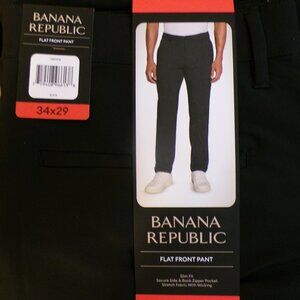 BANANA
REPUBLIC
FLAT FRONT PANT
34x29
BANANA
REPUBLIC
FLAT FRONT PANT
Slim Fit
Secure Side & Back Zipper Pocket
Stretch Fabric With Wicking